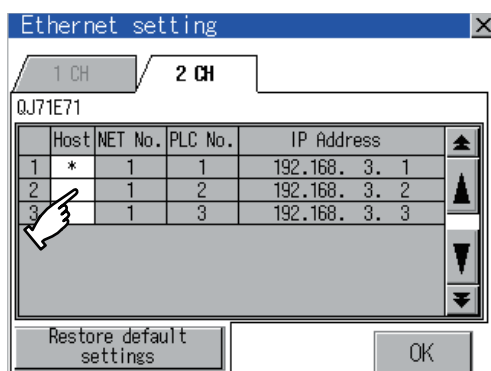 Ethernet setting
1 CH 2 CH
QJ71E71
Host NET No. PLC No. IP Address
1 * 1 1 192.168. 3. 1
2 1 2 192.168. 3. 2
3 1 3 192.168. 3. 3
Restore default
settings
OK